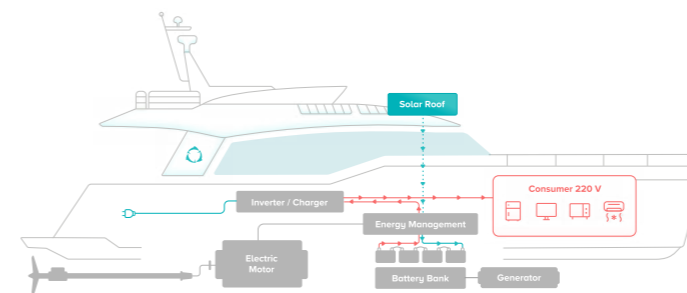 Solar Roof
Consumer 220 V
Inverter / Charger
Energy Management
Electric
Motor
Battery Bank
Generator